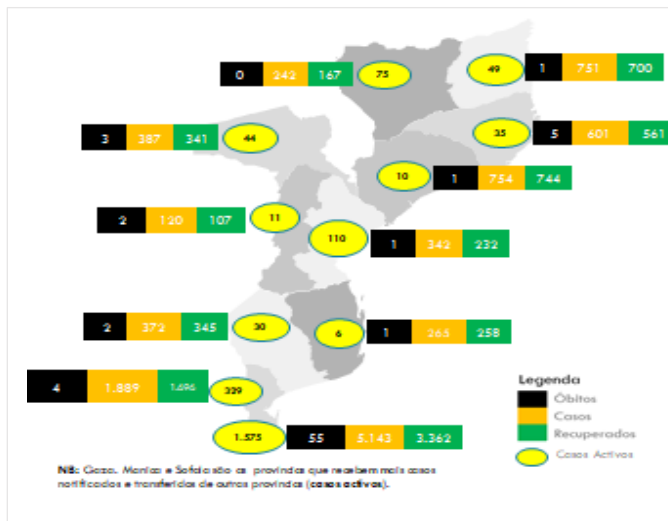 0 242 167 75
49 1 751 700
3 387 341 44
35 5 601 561
10 1 754 744
2 120 107 11
110 1 342 232
2 372 345 30
6 1 265 258
4 1.889 1.696 329
1.575 55 5.143 3.362
Legenda
Óbitos
Casos
Recuperados
Casos Activos
NB: Gaza, Manica e Sofala são as províncias que recebem mais casos
notificados e transferidos de outras províncias (casos activos).